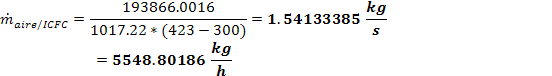 ṁ_aire/ICFC = 193866.0016 / 1017.22 * (423 − 300) = 1.54133385 kg/s
= 5548.80186 kg/h